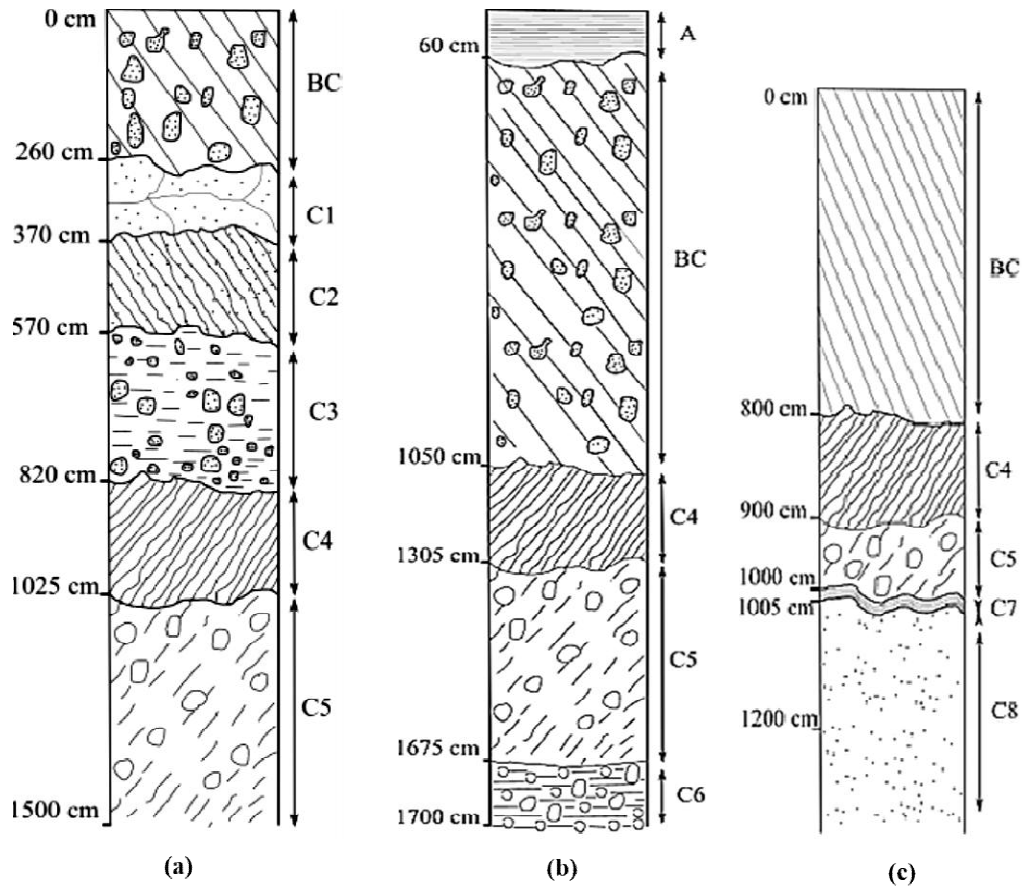 0 cm
BC
260 cm
C1
370 cm
C2
570 cm
C3
820 cm
C4
1025 cm
C5
1500 cm
(a)
A
60 cm
BC
1050 cm
C4
1305 cm
C5
1675 cm
C6
1700 cm
(b)
0 cm
BC
800 cm
C4
900 cm
C5
1000 cm
1005 cm
C7
C8
1200 cm
(c)